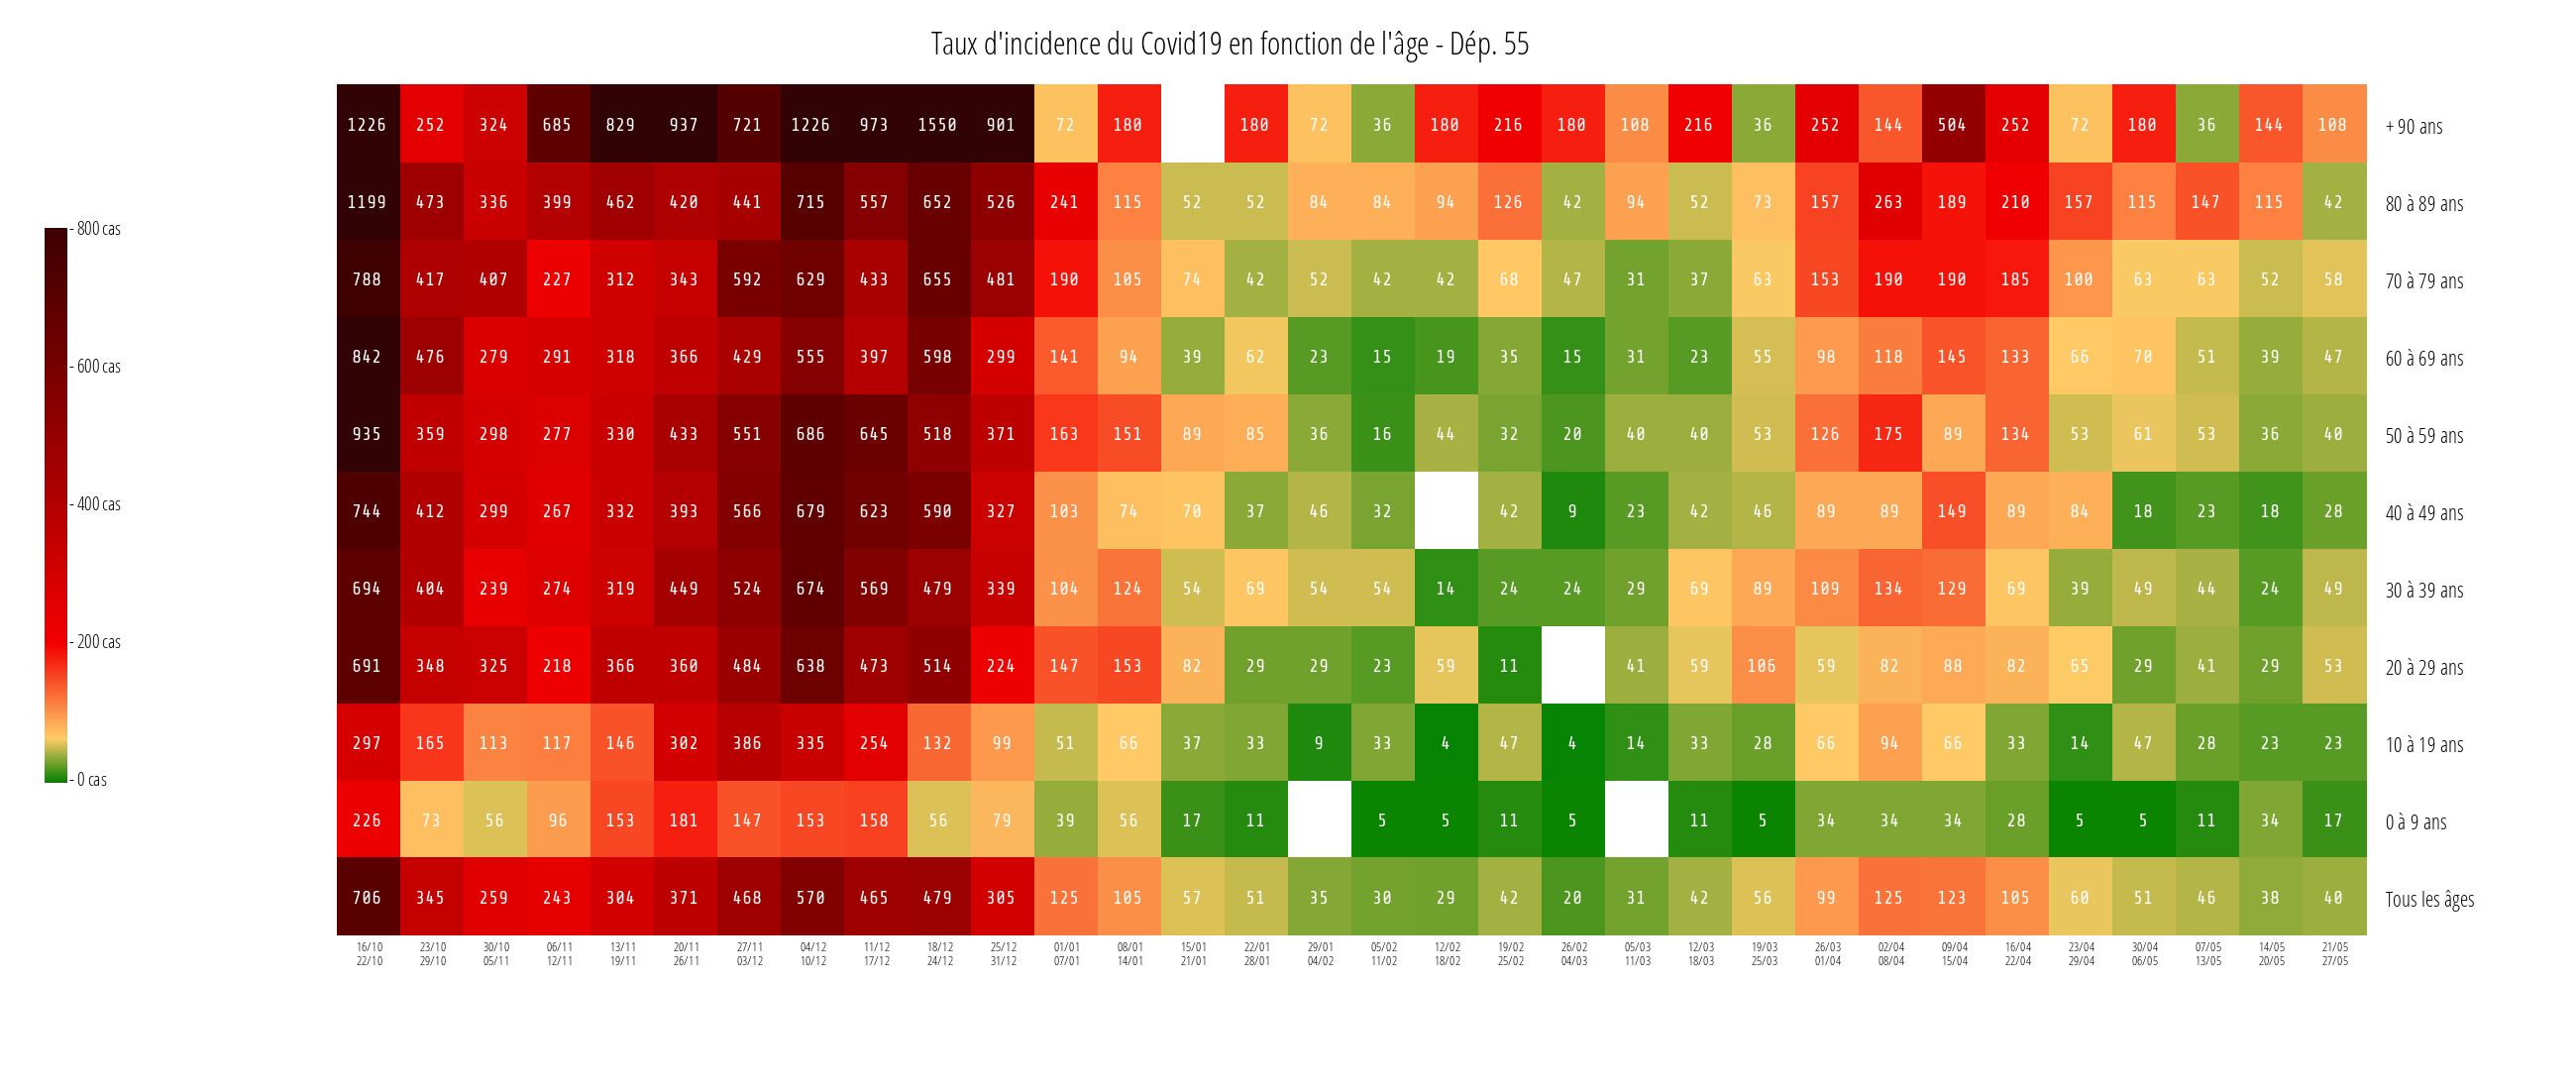 Taux d'incidence du Covid19 en fonction de l'âge - Dép. 55
- 800 cas
- 600 cas
- 400 cas
- 200 cas
- 0 cas
1226 252 324 685 829 937 721 1226 973 1550 901 72 180 180 72 36 180 216 180 108 216 36 252 144 504 252 72 180 36 144 108 + 90 ans
1199 473 336 399 462 420 441 715 557 652 526 241 115 52 52 84 84 94 126 42 94 52 73 157 263 189 210 157 115 147 115 42 80 à 89 ans
788 417 407 227 312 343 592 629 433 655 481 190 105 74 42 52 42 42 68 47 31 37 63 153 190 190 185 100 63 63 52 58 70 à 79 ans
842 476 279 291 318 366 429 555 397 598 299 141 94 39 62 23 15 19 35 15 31 23 55 98 118 145 133 66 70 51 39 47 60 à 69 ans
935 359 298 277 330 433 551 686 645 518 371 163 151 89 85 36 16 44 32 20 40 40 53 126 175 89 134 53 61 53 36 40 50 à 59 ans
744 412 299 267 332 393 566 679 623 590 327 103 74 70 37 46 32 42 9 23 42 46 89 89 149 89 84 18 23 18 28 40 à 49 ans
694 404 239 274 319 449 524 674 569 479 339 104 124 54 69 54 54 14 24 24 29 69 89 109 134 129 69 39 49 44 24 49 30 à 39 ans
691 348 325 218 366 360 484 638 473 514 224 147 153 82 29 29 23 59 11 41 59 106 59 82 88 82 65 29 41 29 53 20 à 29 ans
297 165 113 117 146 302 386 335 254 132 99 51 66 37 33 9 33 4 47 4 14 33 28 66 94 66 33 14 47 28 23 23 10 à 19 ans
226 73 56 96 153 181 147 153 158 56 79 39 56 17 11 5 5 11 5 11 5 34 34 34 28 5 5 11 34 17 0 à 9 ans
706 345 259 243 304 371 468 570 465 479 305 125 105 57 51 35 30 29 42 20 31 42 56 99 125 123 105 60 51 46 38 40 Tous les âges
16/10 23/10 30/10 06/11 13/11 20/11 27/11 04/12 11/12 18/12 25/12 01/01 08/01 15/01 22/01 29/01 05/02 12/02 19/02 26/02 05/03 12/03 19/03 26/03 02/04 09/04 16/04 23/04 30/04 07/05 14/05 21/05
22/10 29/10 05/11 12/11 19/11 26/11 03/12 10/12 17/12 24/12 31/12 07/01 14/01 21/01 28/01 04/02 11/02 18/02 25/02 04/03 11/03 18/03 25/03 01/04 08/04 15/04 22/04 29/04 06/05 13/05 20/05 27/05